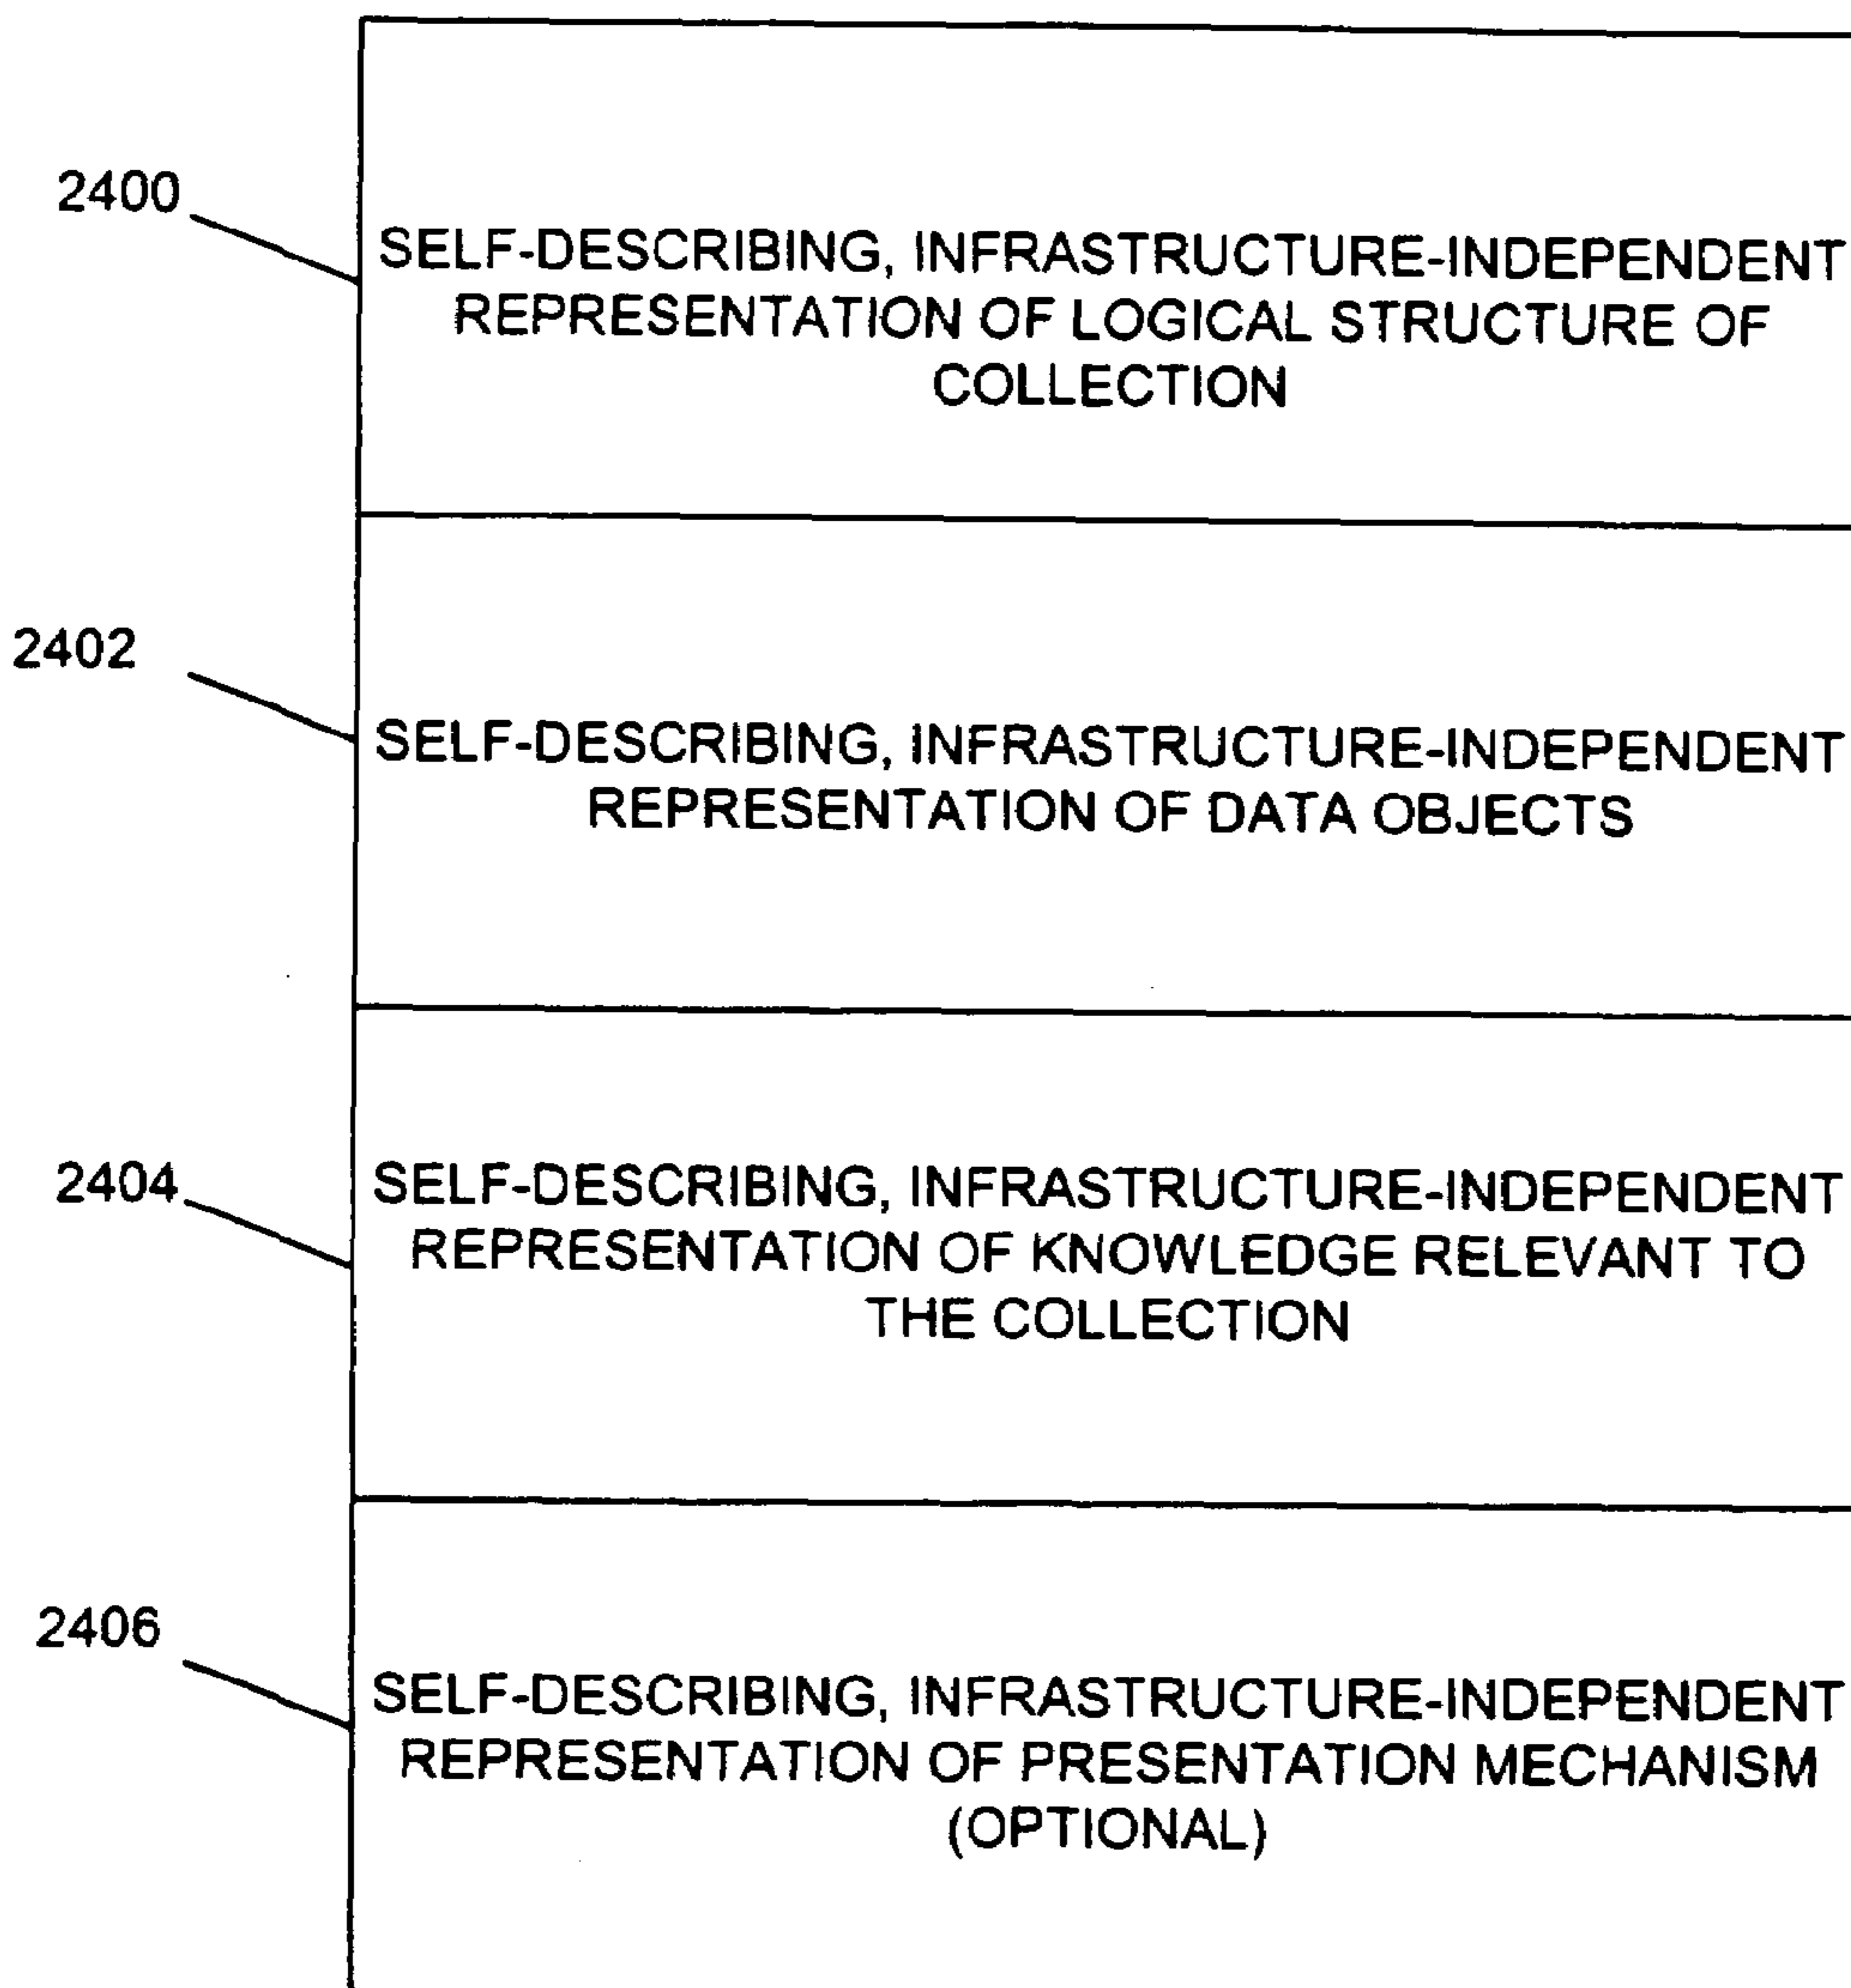 2400
SELF-DESCRIBING, INFRASTRUCTURE-INDEPENDENT
REPRESENTATION OF LOGICAL STRUCTURE OF
COLLECTION
2402
SELF-DESCRIBING, INFRASTRUCTURE-INDEPENDENT
REPRESENTATION OF DATA OBJECTS
2404
SELF-DESCRIBING, INFRASTRUCTURE-INDEPENDENT
REPRESENTATION OF KNOWLEDGE RELEVANT TO
THE COLLECTION
2406
SELF-DESCRIBING, INFRASTRUCTURE-INDEPENDENT
REPRESENTATION OF PRESENTATION MECHANISM
(OPTIONAL)